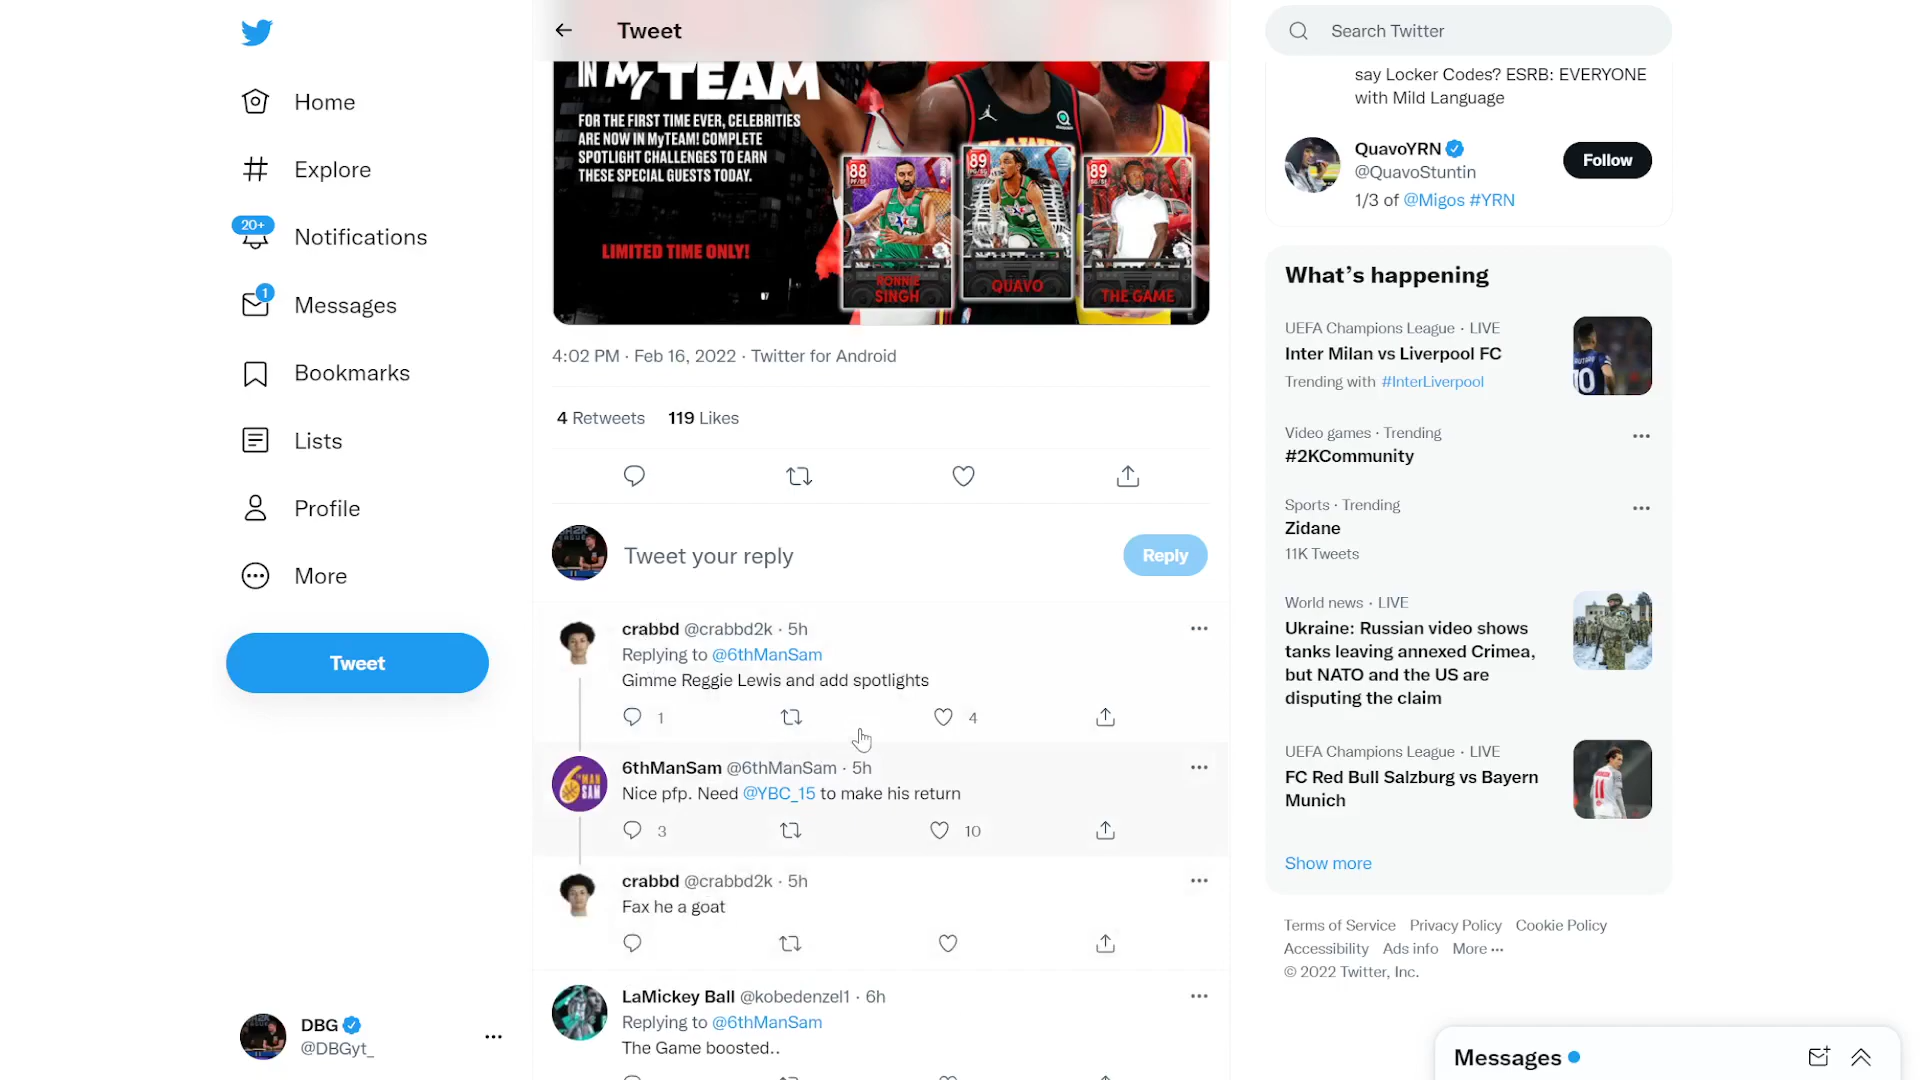 Home
Explore
20+
Notifications
1
Messages
Bookmarks
Lists
Profile
More
Tweet
DBG
@DBGyt_
Tweet
IN MyTEAM
FOR THE FIRST TIME EVER, CELEBRITIES
ARE NOW IN MyTEAM! COMPLETE
SPOTLIGHT CHALLENGES TO EARN
THESE SPECIAL GUESTS TODAY.
LIMITED TIME ONLY!
88
RONNIE
SINGH
89
QUAVO
89
THE GAME
4:02 PM · Feb 16, 2022 · Twitter for Android
4 Retweets 119 Likes
Tweet your reply
Reply
crabbd @crabbd2k · 5h
Replying to @6thManSam
Gimme Reggie Lewis and add spotlights
1 4
6thManSam @6thManSam · 5h
Nice pfp. Need @YBC_15 to make his return
3 10
crabbd @crabbd2k · 5h
Fax he a goat
LaMickey Ball @kobedenzel1 · 6h
Replying to @6thManSam
The Game boosted..
Search Twitter
say Locker Codes? ESRB: EVERYONE
with Mild Language
QuavoYRN
@QuavoStuntin
Follow
1/3 of @Migos #YRN
What's happening
UEFA Champions League · LIVE
Inter Milan vs Liverpool FC
Trending with #InterLiverpool
Video games · Trending
#2KCommunity
Sports · Trending
Zidane
11K Tweets
World news · LIVE
Ukraine: Russian video shows
tanks leaving annexed Crimea,
but NATO and the US are
disputing the claim
UEFA Champions League · LIVE
FC Red Bull Salzburg vs Bayern
Munich
Show more
Terms of Service Privacy Policy Cookie Policy
Accessibility Ads info More ···
© 2022 Twitter, Inc.
Messages